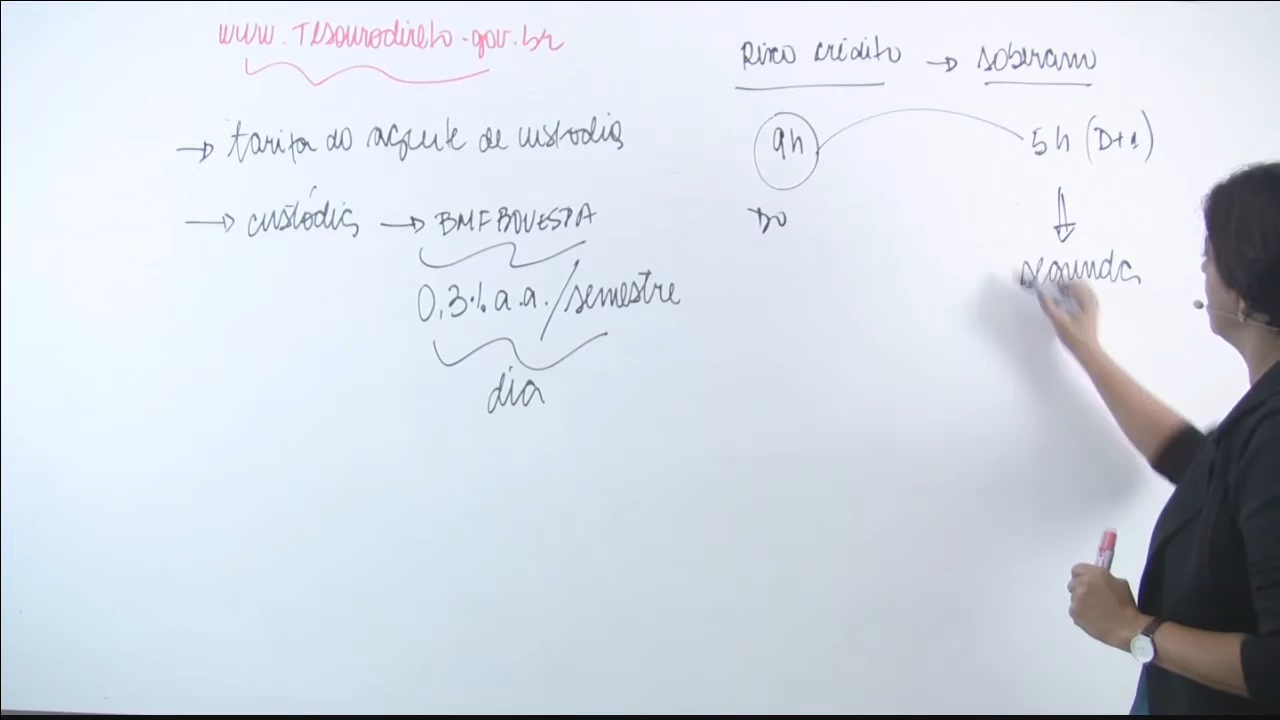 www.Tesourodireto.gov.br
→ tarifa do agente de custódia
→ custódia → BMFBOVESPA
0,3% a.a./semestre
dia
Risco crédito → soberano
9h 5h (D+1)
D0
segunda